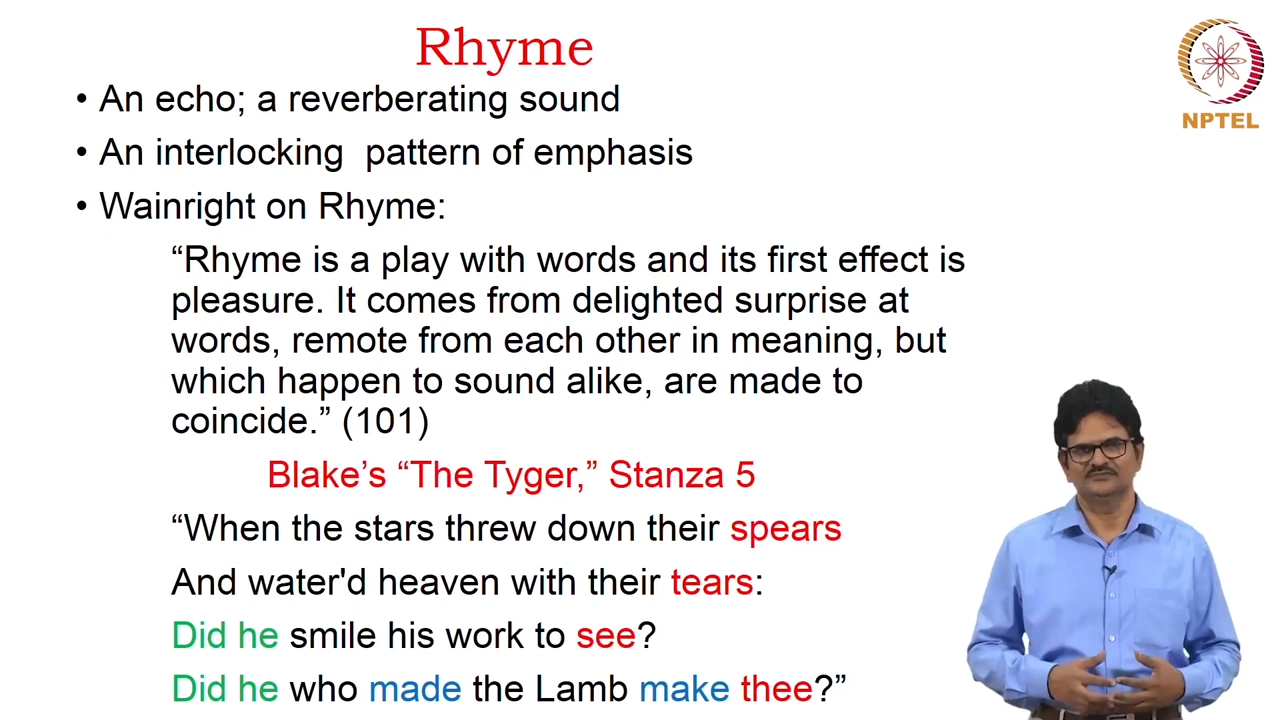 Rhyme
NPTEL
• An echo; a reverberating sound
• An interlocking pattern of emphasis
• Wainright on Rhyme:
“Rhyme is a play with words and its first effect is
pleasure. It comes from delighted surprise at
words, remote from each other in meaning, but
which happen to sound alike, are made to
coincide.” (101)
Blake’s “The Tyger,” Stanza 5
“When the stars threw down their spears
And water'd heaven with their tears:
Did he smile his work to see?
Did he who made the Lamb make thee?”